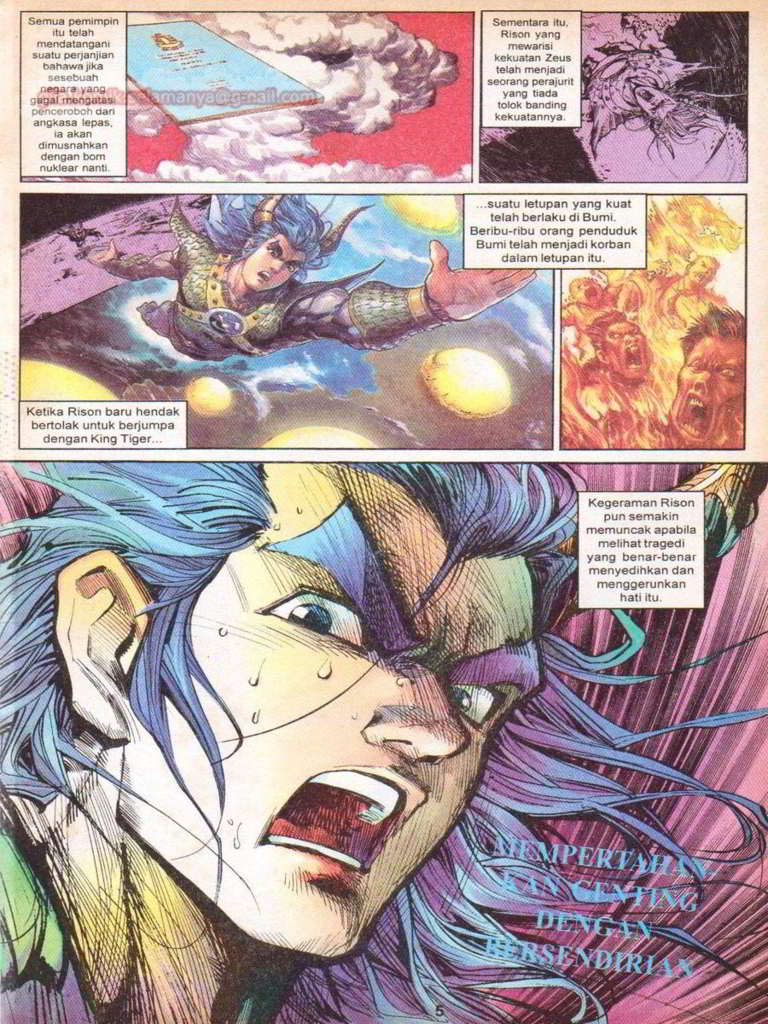 Semua pemimpin
itu telah
mendatangani
suatu perjanjian
bahawa jika
sesebuah
negara yang
gagal mengatasi
penceroboh dari
angkasa lepas,
ia akan
dimusnahkan
dengan bom
nuklear nanti.
Sementara itu,
Rison yang
mewarisi
kekuatan Zeus
telah menjadi
seorang perajurit
yang tiada
tolok banding
kekuatannya.
Ketika Rison baru hendak
bertolak untuk berjumpa
dengan King Tiger...
...suatu letupan yang kuat
telah berlaku di Bumi.
Beribu-ribu orang penduduk
Bumi telah menjadi korban
dalam letupan itu.
Kegeraman Rison
pun semakin
memuncak apabila
melihat tragedi
yang benar-benar
menyedihkan dan
menggerunkan
hati itu.
MEMPERTAHAN-
KAN GENTING
DENGAN
BERSENDIRIAN
5